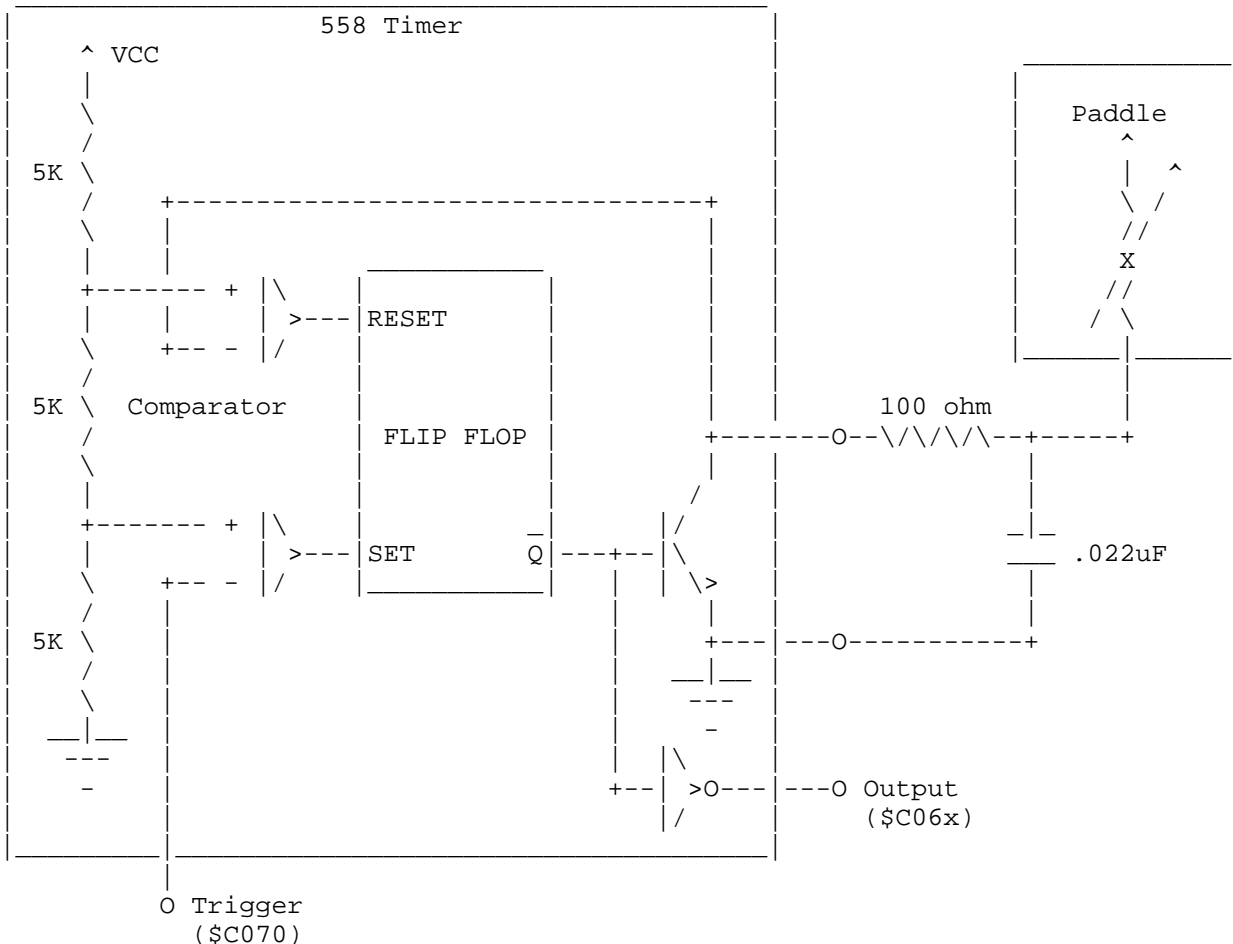 558 Timer
VCC
Paddle
5K
+ RESET
-
5K Comparator 100 ohm
FLIP FLOP
+ SET Q .022uF
-
5K
Output
($C06x)
Trigger
($C070)